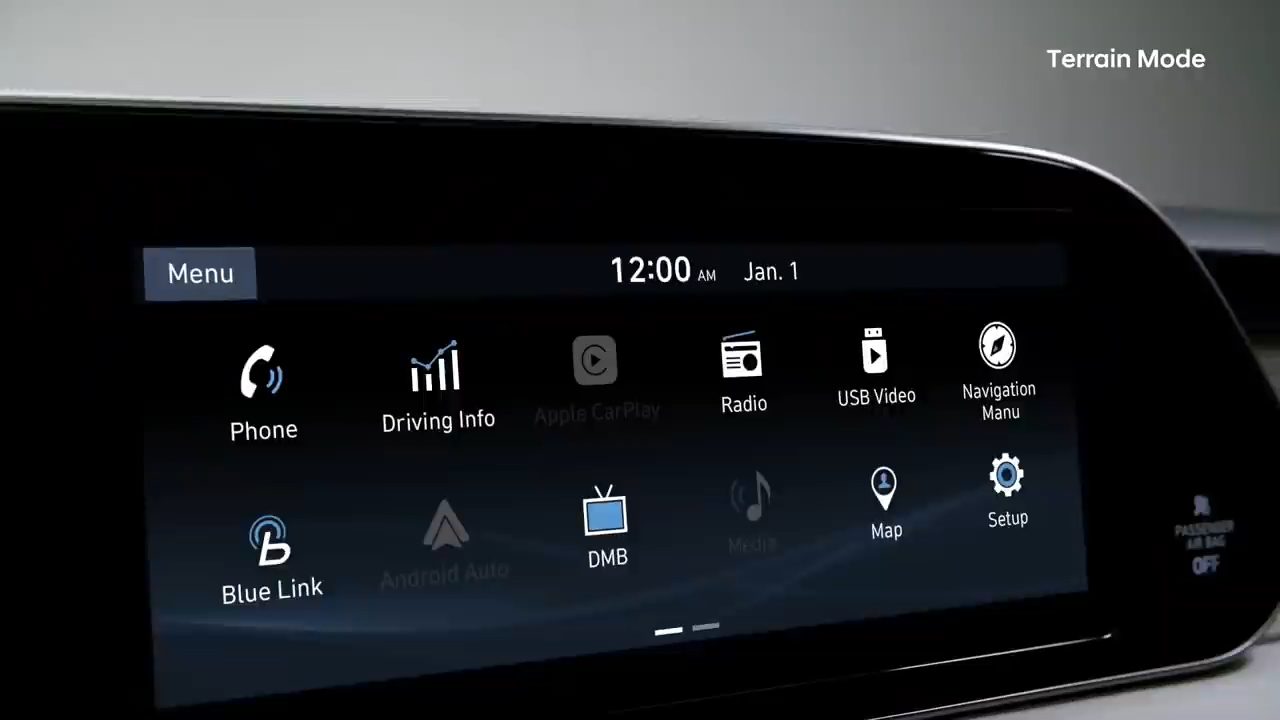 Terrain Mode
Menu
12:00 AM Jan. 1
Phone
Driving Info
Apple CarPlay
Radio
USB Video
Navigation
Manu
Blue Link
Android Auto
DMB
Media
Map
Setup
PASSENGER
AIR BAG
OFF